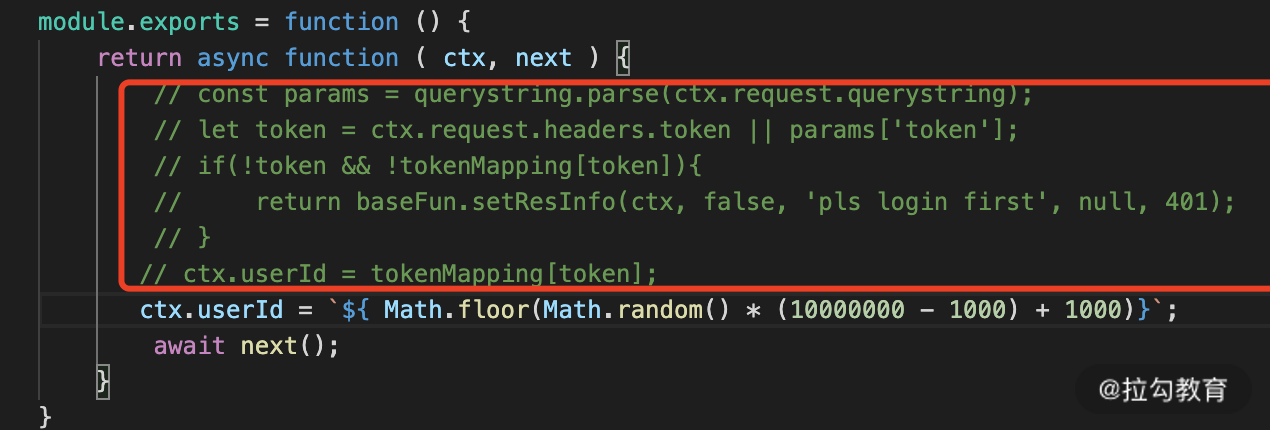 module.exports = function () {
return async function ( ctx, next ) {
// const params = querystring.parse(ctx.request.querystring);
// let token = ctx.request.headers.token || params['token'];
// if(!token && !tokenMapping[token]){
//     return baseFun.setResInfo(ctx, false, 'pls login first', null, 401);
// }
// ctx.userId = tokenMapping[token];
ctx.userId = `${ Math.floor(Math.random() * (10000000 - 1000) + 1000)}`;
await next();
}
@拉勾教育
}